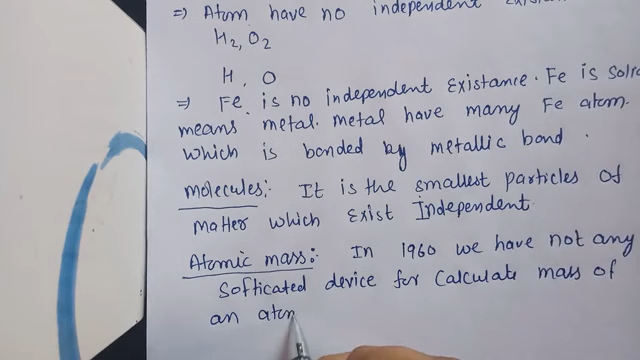 ⇒ Atom have no independent
H2, O2
H, O
⇒ Fe is no independent Existance. Fe is
means metal. metal have many Fe atom
which is bonded by metallic bond.
Molecules:- It is the smallest particles of
matter which Exist Independent
Atomic mass:- In 1960 we have not any
Softicated device for Calculate mass of
an atom